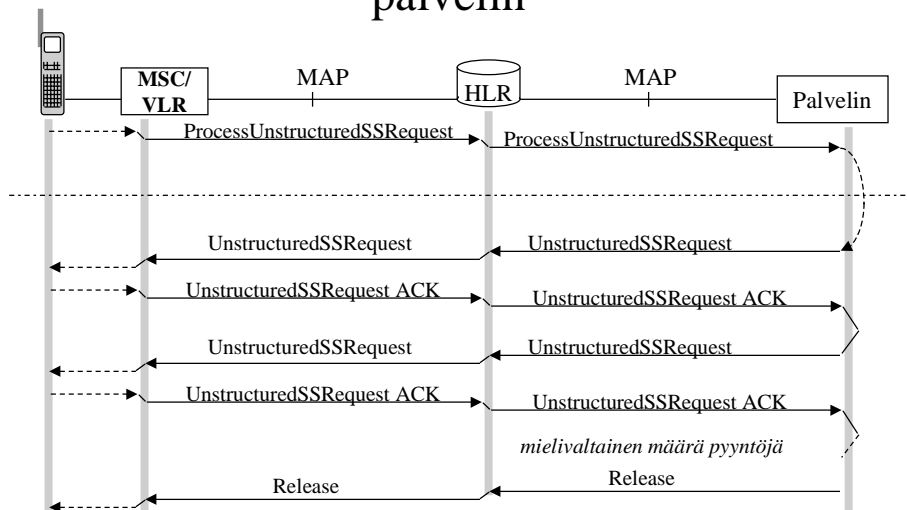 palvelin
MSC/
VLR
MAP
HLR
MAP
Palvelin
ProcessUnstructuredSSRequest
ProcessUnstructuredSSRequest
UnstructuredSSRequest
UnstructuredSSRequest
UnstructuredSSRequest ACK
UnstructuredSSRequest ACK
UnstructuredSSRequest
UnstructuredSSRequest
UnstructuredSSRequest ACK
UnstructuredSSRequest ACK
mielivaltainen määrä pyyntöjä
Release
Release